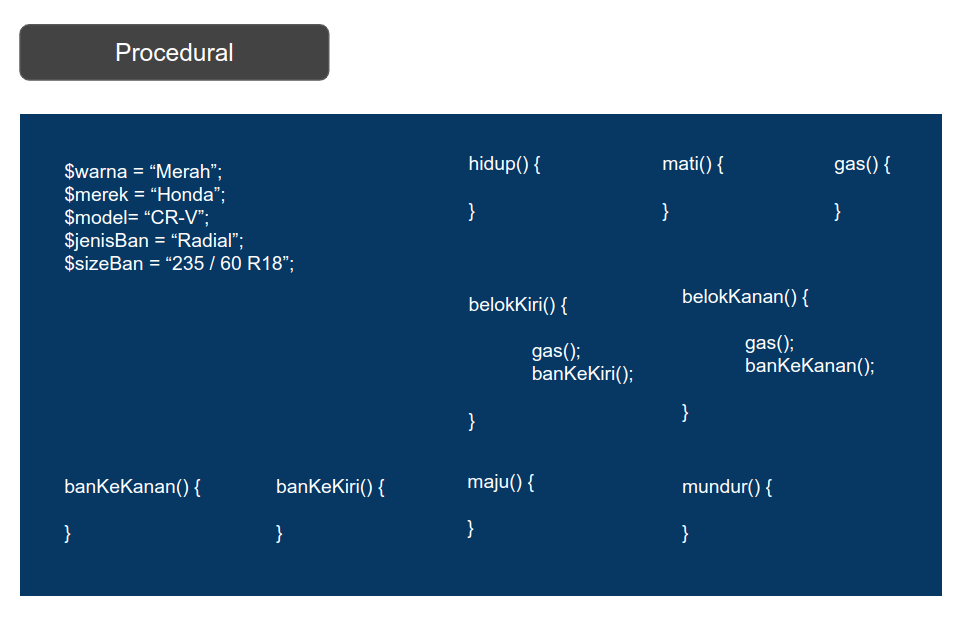 Procedural
$warna = “Merah”;
$merek = “Honda”;
$model= “CR-V”;
$jenisBan = “Radial”;
$sizeBan = “235 / 60 R18”;
hidup() {
}
mati() {
}
gas() {
}
belokKiri() {
gas();
banKeKiri();
}
belokKanan() {
gas();
banKeKanan();
}
banKeKanan() {
}
banKeKiri() {
}
maju() {
}
mundur() {
}